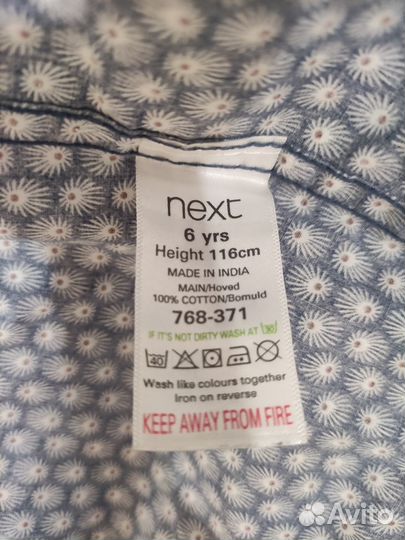 next
6 yrs
Height 116cm
MADE IN INDIA
MAIN/Hoved
100% COTTON/Bomuld
768-371
IF IT'S NOT DIRTY WASH AT 30
40
Wash like colours together
Iron on reverse
KEEP AWAY FROM FIRE
Avito